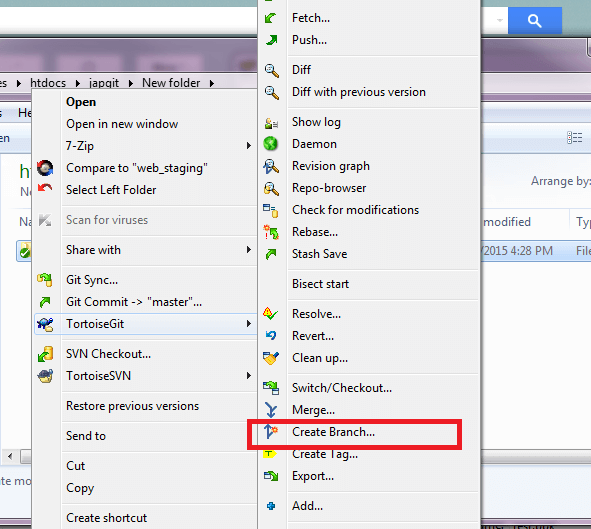 es ▸ htdocs ▸ japgit ▸ New folder ▸
He
en
h
Ne
Na
Arrange by:
modified
Typ
/2015 4:28 PM
File
ate mo
Open
Open in new window
7-Zip
Compare to "web_staging"
Select Left Folder
Scan for viruses
Share with
Git Sync...
Git Commit -> "master"...
TortoiseGit
SVN Checkout...
TortoiseSVN
Restore previous versions
Send to
Cut
Copy
Create shortcut
Fetch...
Push...
Diff
Diff with previous version
Show log
Daemon
Revision graph
Repo-browser
Check for modifications
Rebase...
Stash Save
Bisect start
Resolve...
Revert...
Clean up...
Switch/Checkout...
Merge...
Create Branch...
Create Tag...
Export...
Add...